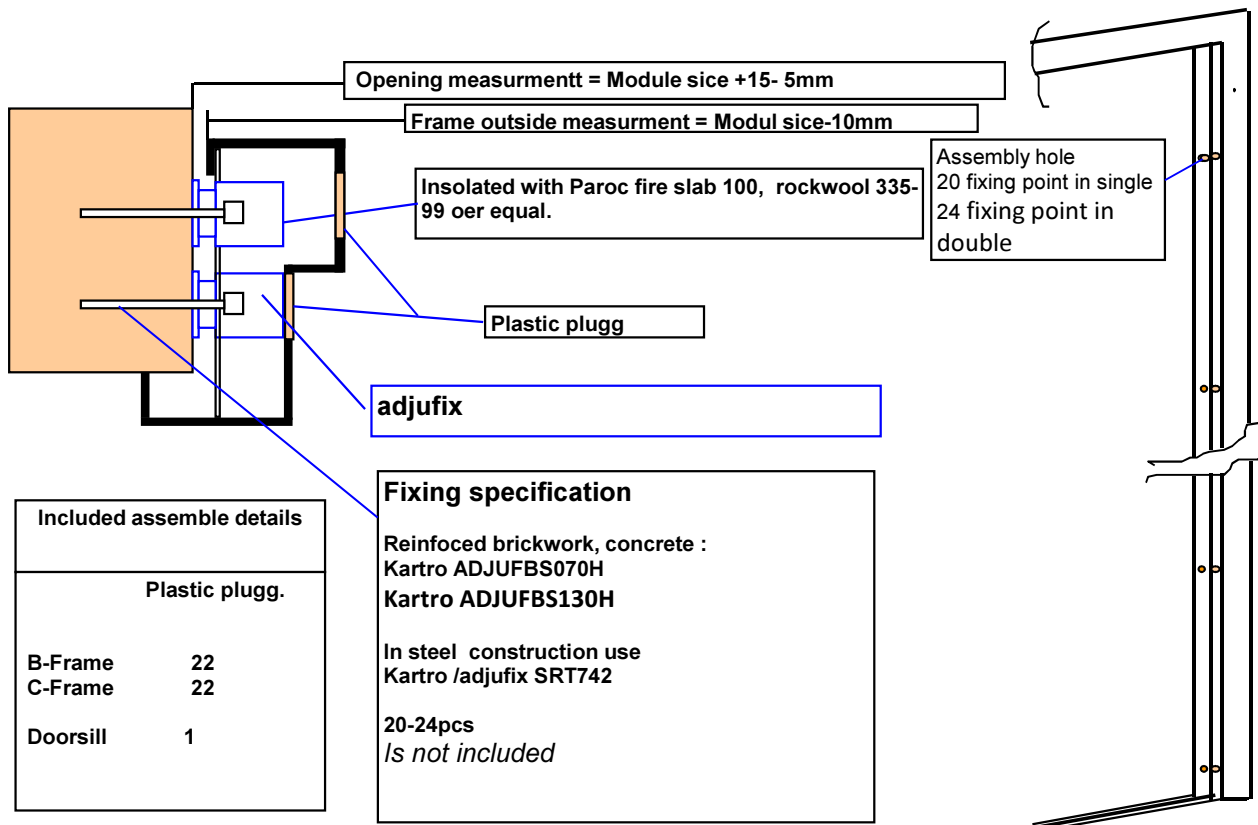 Opening measurmentt = Module sice +15- 5mm
Frame outside measurment = Modul sice-10mm
Insolated with Paroc fire slab 100, rockwool 335-
99 oer equal.
Assembly hole
20 fixing point in single
24 fixing point in
double
Plastic plugg
adjufix
Fixing specification
Reinfoced brickwork, concrete :
Kartro ADJUFBS070H
Kartro ADJUFBS130H
In steel construction use
Kartro /adjufix SRT742
20-24pcs
Is not included
Included assemble details
Plastic plugg.
B-Frame 22
C-Frame 22
Doorsill 1